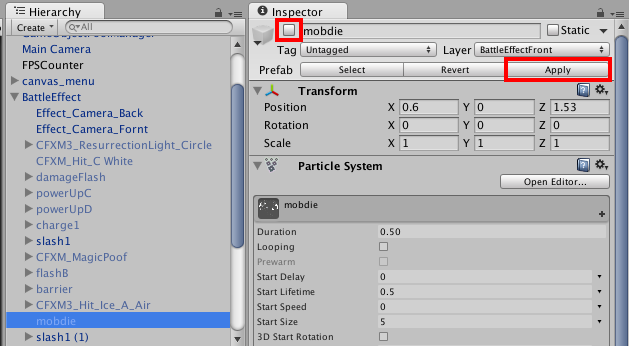 Hierarchy
Create
All
Main Camera
FPSCounter
canvas_menu
BattleEffect
Effect_Camera_Back
Effect_Camera_Fornt
CFXM3_ResurrectionLight_Circle
CFXM_Hit_C White
damageFlash
powerUpC
powerUpD
charge1
slash1
CFXM_MagicPoof
flashB
barrier
CFXM3_Hit_Ice_A_Air
mobdie
slash1 (1)
Inspector
mobdie Static
Tag Untagged Layer BattleEffectFront
Prefab Select Revert Apply
Transform
Position X 0.6 Y 0 Z 1.53
Rotation X 0 Y 0 Z 0
Scale X 1 Y 1 Z 1
Particle System
Open Editor...
mobdie
Duration 0.50
Looping
Prewarm
Start Delay 0
Start Lifetime 0.5
Start Speed 0
Start Size 5
3D Start Rotation